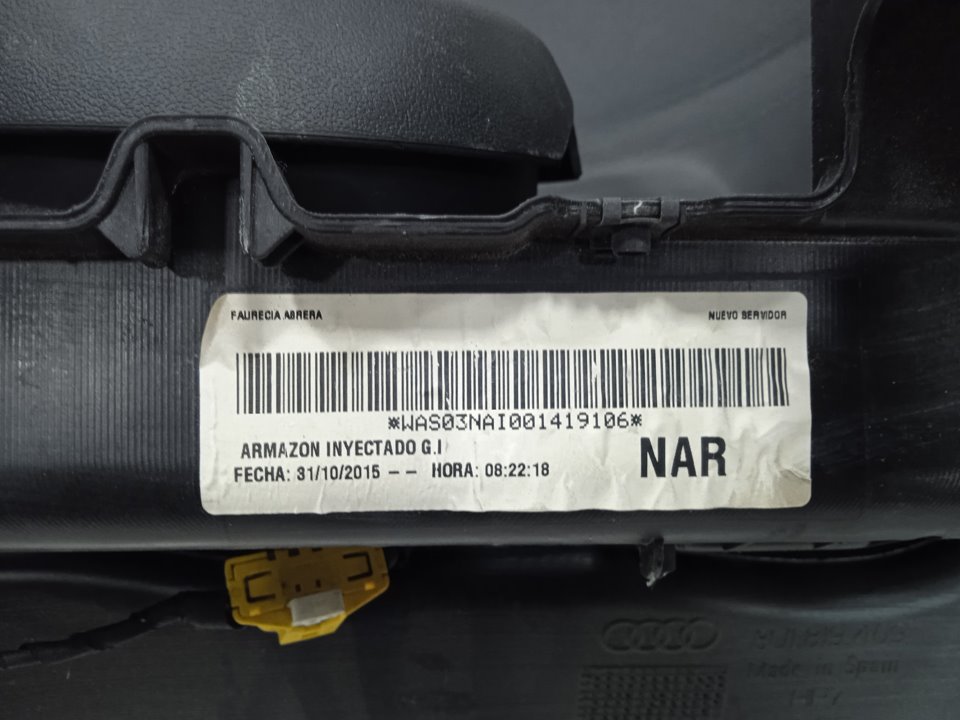 FAURECIA ABRERA NUEVO SERVIDOR
*WAS03NAI001419106*
ARMAZON INYECTADO G.I
FECHA: 31/10/2015 -- HORA: 08:22:18 NAR
Made in Spain